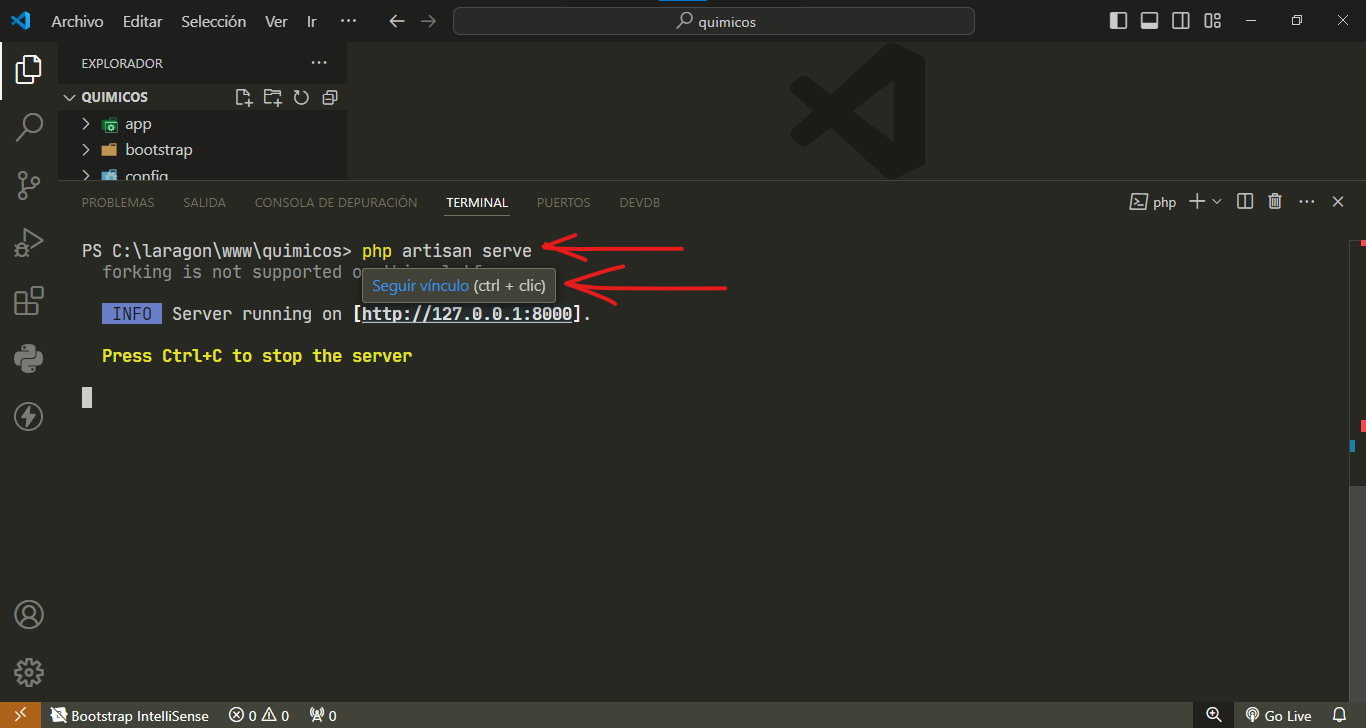 Archivo Editar Selección Ver Ir ··· quimicos
EXPLORADOR ···
QUIMICOS
app
bootstrap
config
PROBLEMAS SALIDA CONSOLA DE DEPURACIÓN TERMINAL PUERTOS DEVDB php ···
PS C:\laragon\www\quimicos> php artisan serve
forking is not supported
Seguir vínculo (ctrl + clic)
INFO Server running on [http://127.0.0.1:8000].
Press Ctrl+C to stop the server
Bootstrap IntelliSense 0 0 0 Go Live